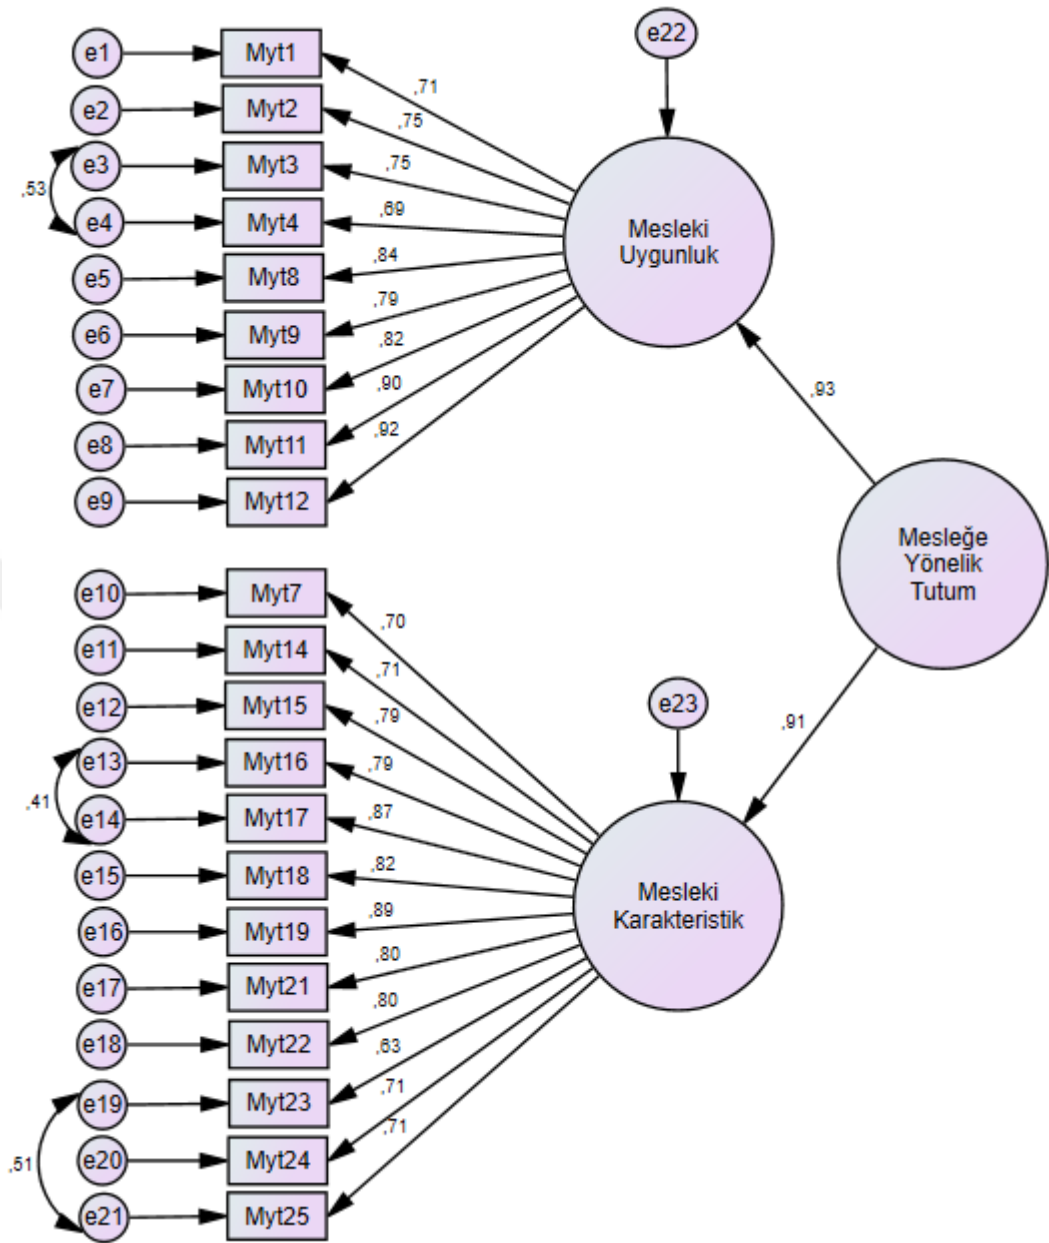 e1
Myt1
,71
e2
Myt2
,75
e3
Myt3
,75
,53
e4
Myt4
,69
e5
Myt8
,84
e6
Myt9
,79
e7
Myt10
,82
e8
Myt11
,90
e9
Myt12
,92
e22
Mesleki
Uygunluk
,93
Mesleğe
Yönelik
Tutum
,91
e10
Myt7
,70
e11
Myt14
,71
e12
Myt15
,79
e13
Myt16
,79
,41
e14
Myt17
,87
e15
Myt18
,82
e16
Myt19
,89
e17
Myt21
,80
e18
Myt22
,80
e19
Myt23
,63
,51
e20
Myt24
,71
e21
Myt25
,71
e23
Mesleki
Karakteristik